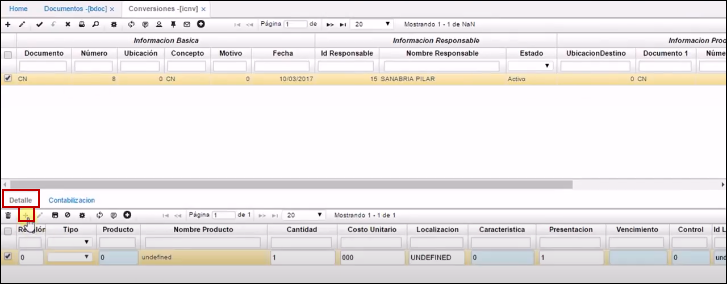 Home Documentos -[bdoc] × Conversiones -[icnv] ×
Página 1 de 20 Mostrando 1 - 1 de NaN
Informacion Basica Informacion Responsable Informacion Prod
Documento Número Ubicación Concepto Motivo Fecha Id Responsable Nombre Responsable Estado UbicacionDestino Documento 1 Núme
CN 8 0 CN 10/03/2017 15 SANABRIA PILAR Activo 0 CN
Detalle Contabilizacion
Página 1 de 1 20 Mostrando 1 - 1 de 1
Tipo Producto Nombre Producto Cantidad Costo Unitario Localizacion Caracteristica Presentacion Vencimiento Control Id L
0 0 undefined 1 000 UNDEFINED 0 1 0 und